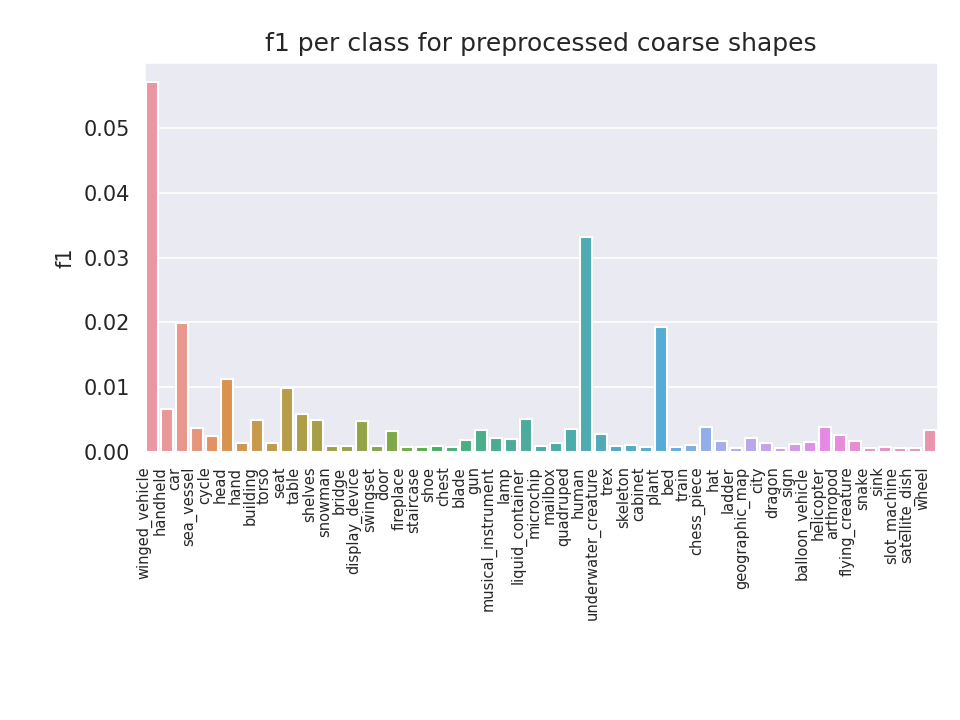 f1 per class for preprocessed coarse shapes
f1
0.05
0.04
0.03
0.02
0.01
0.00
winged_vehicle
handheld
car
sea_vessel
cycle
head
hand
building
torso
seat
table
shelves
snowman
bridge
display_device
swingset
door
fireplace
staircase
shoe
chest
blade
gun
musical_instrument
lamp
liquid_container
microchip
mailbox
quadruped
human
underwater_creature
trex
skeleton
cabinet
plant
bed
train
chess_piece
hat
ladder
geographic_map
city
dragon
sign
balloon_vehicle
helicopter
arthropod
flying_creature
snake
sink
slot_machine
satellite_dish
wheel